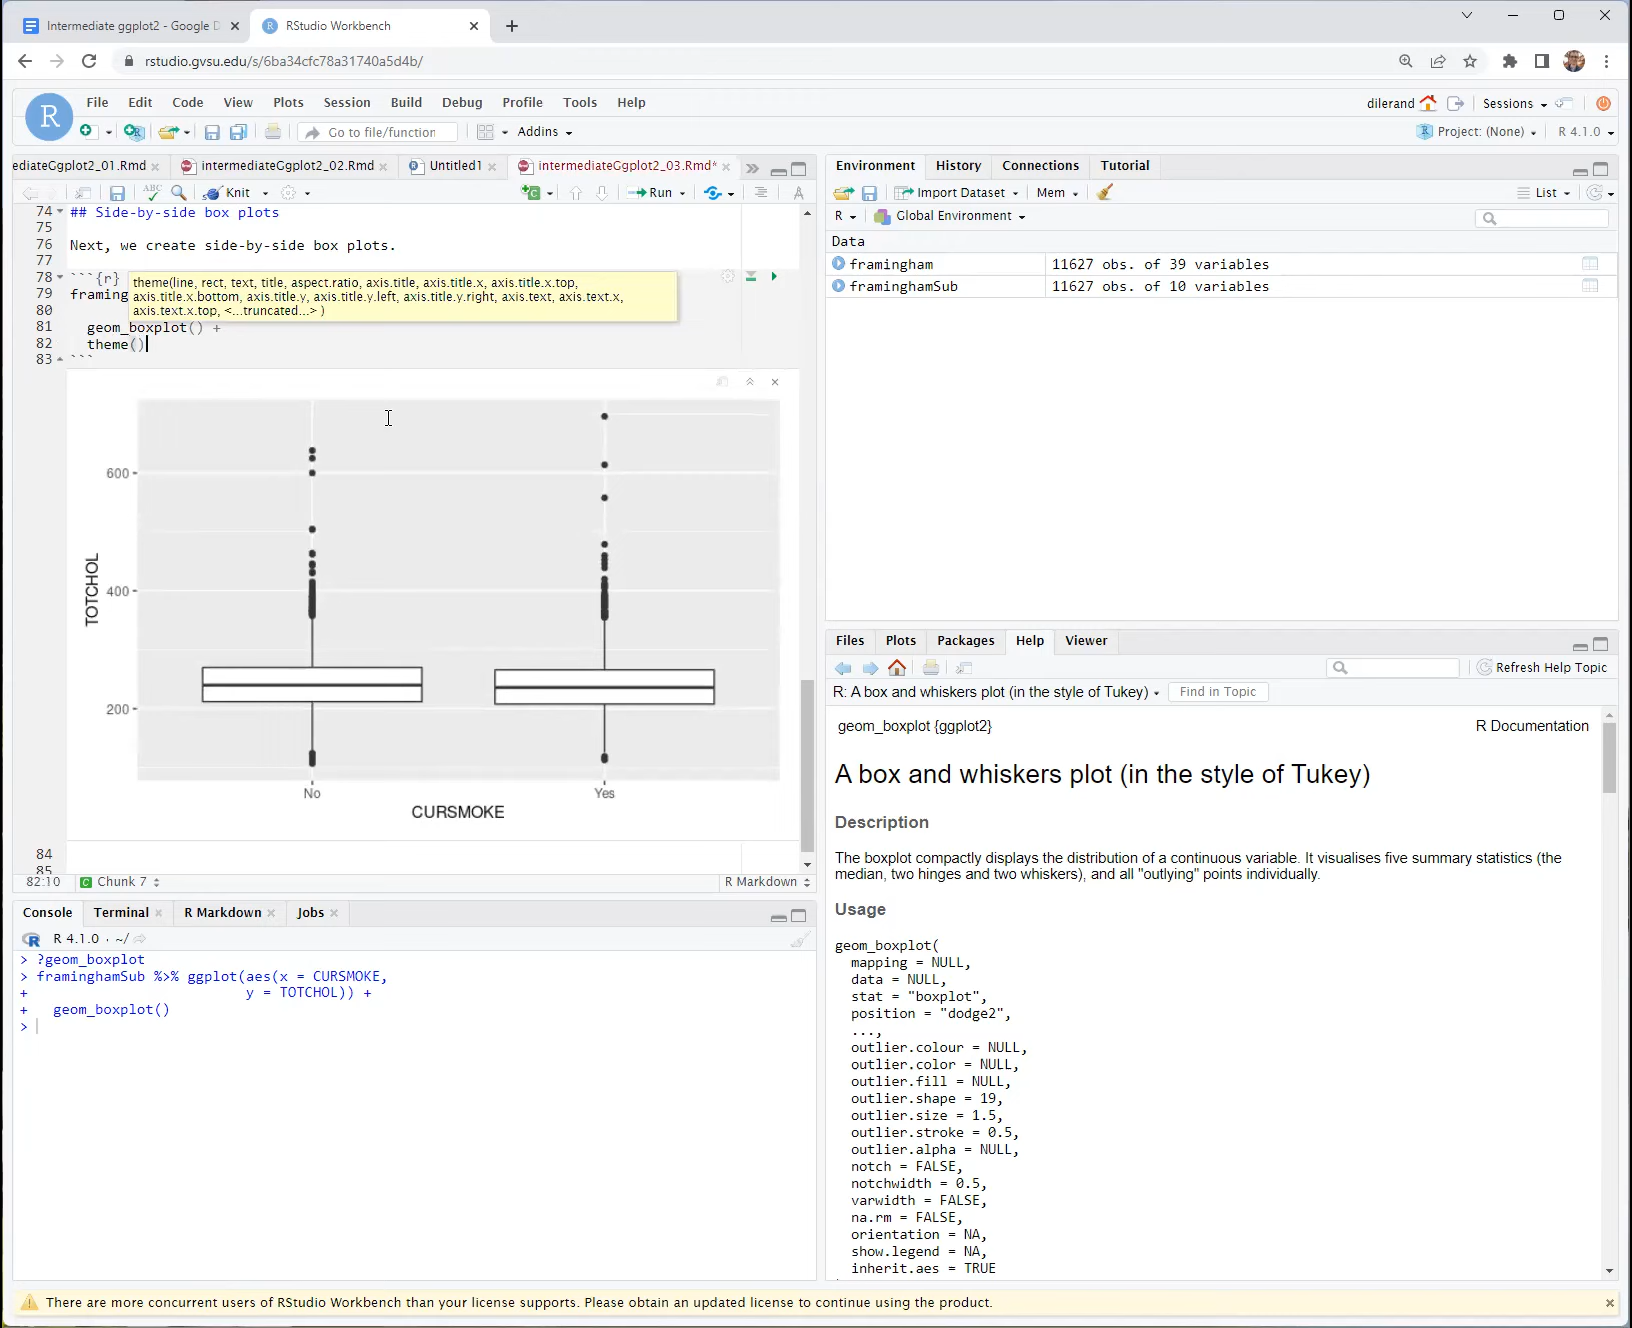 Intermediate ggplot2 - Google D
RStudio Workbench
rstudio.gvsu.edu/s/6ba34cfc78a31740a5d4b/
R
File Edit Code View Plots Session Build Debug Profile Tools Help
dilerand Sessions
Go to file/function
Addins
Project: (None)
R 4.1.0
ediateGgplot2_01.Rmd
intermediateGgplot2_02.Rmd
Untitled1
intermediateGgplot2_03.Rmd*
ABC
Knit
Run
74 ## Side-by-side box plots
75
76 Next, we create side-by-side box plots.
77
78 ```{r}
theme(line, rect, text, title, aspect.ratio, axis.title, axis.title.x, axis.title.x.top,
axis.title.x.bottom, axis.title.y, axis.title.y.left, axis.title.y.right, axis.text, axis.text.x,
axis.text.x.top, <...truncated...> )
79 framing
80
81 geom_boxplot() +
82 theme()
83 ```
600
400
200
TOTCHOL
No
Yes
CURSMOKE
84
85
82:10
Chunk 7
R Markdown
Console Terminal R Markdown Jobs
R 4.1.0 · ~/
> ?geom_boxplot
> framinghamSub %>% ggplot(aes(x = CURSMOKE,
+ y = TOTCHOL)) +
+ geom_boxplot()
>
Environment History Connections Tutorial
Import Dataset
Mem
List
R
Global Environment
Data
framingham 11627 obs. of 39 variables
framinghamSub 11627 obs. of 10 variables
Files Plots Packages Help Viewer
Refresh Help Topic
R: A box and whiskers plot (in the style of Tukey)
Find in Topic
geom_boxplot {ggplot2}
R Documentation
A box and whiskers plot (in the style of Tukey)
Description
The boxplot compactly displays the distribution of a continuous variable. It visualises five summary statistics (the
median, two hinges and two whiskers), and all "outlying" points individually.
Usage
geom_boxplot(
mapping = NULL,
data = NULL,
stat = "boxplot",
position = "dodge2",
...,
outlier.colour = NULL,
outlier.color = NULL,
outlier.fill = NULL,
outlier.shape = 19,
outlier.size = 1.5,
outlier.stroke = 0.5,
outlier.alpha = NULL,
notch = FALSE,
notchwidth = 0.5,
varwidth = FALSE,
na.rm = FALSE,
orientation = NA,
show.legend = NA,
inherit.aes = TRUE
There are more concurrent users of RStudio Workbench than your license supports. Please obtain an updated license to continue using the product.